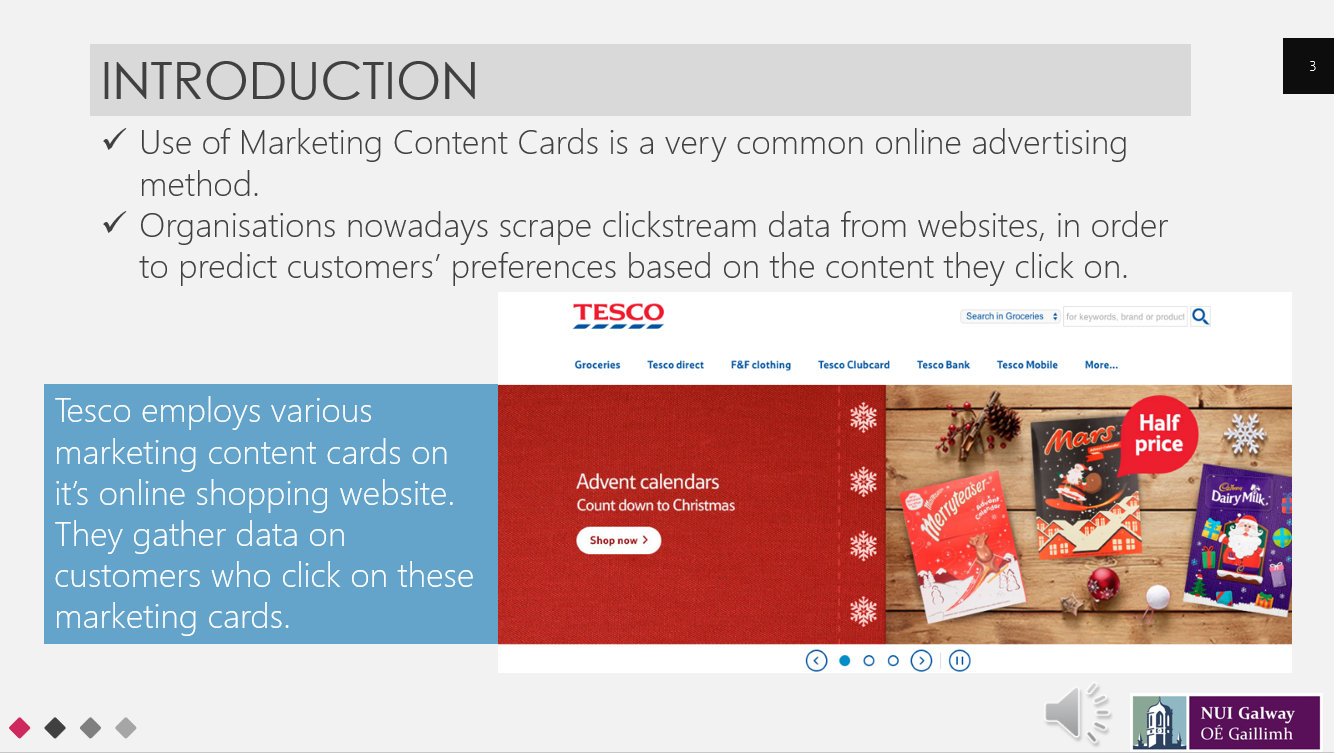 3
INTRODUCTION
✓ Use of Marketing Content Cards is a very common online advertising
method.
✓ Organisations nowadays scrape clickstream data from websites, in order
to predict customers’ preferences based on the content they click on.
Tesco employs various
marketing content cards on
it’s online shopping website.
They gather data on
customers who click on these
marketing cards.
TESCO
Search in Groceries for keywords, brand or product
Groceries Tesco direct F&F clothing Tesco Clubcard Tesco Bank Tesco Mobile More...
Advent calendars
Count down to Christmas
Shop now >
Half
price
Mars
Merryteaser
Advent
Calendar
Cadbury
Dairy Milk
NUI Galway
OÉ Gaillimh